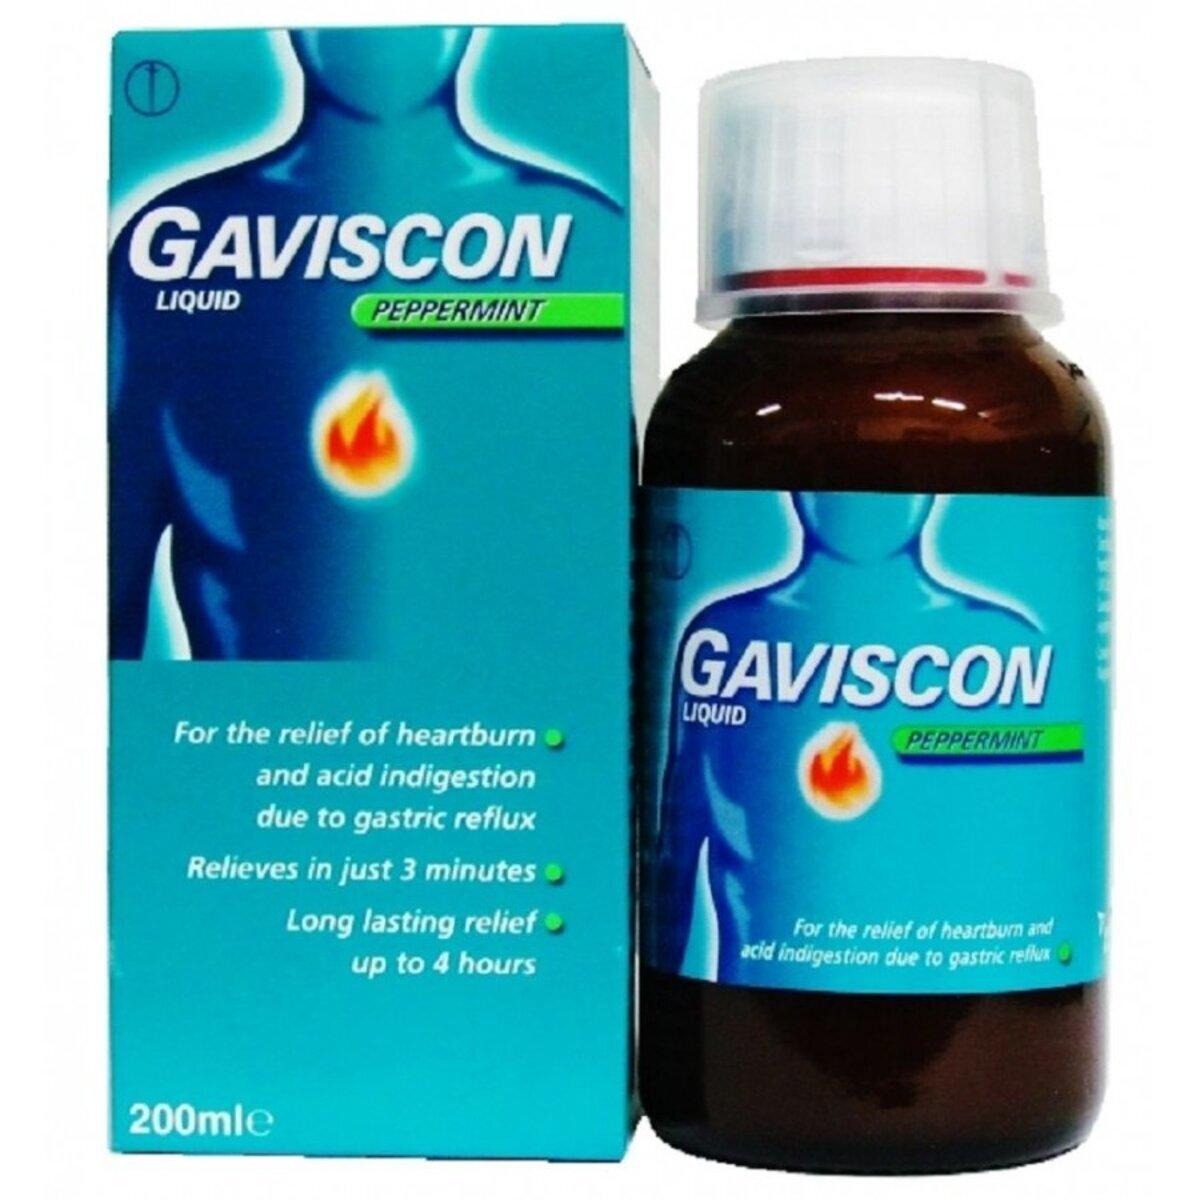 GAVISCON
LIQUID
PEPPERMINT
For the relief of heartburn
and acid indigestion
due to gastric reflux
Relieves in just 3 minutes
Long lasting relief
up to 4 hours
200ml℮
GAVISCON
LIQUID
PEPPERMINT
For the relief of heartburn and
acid indigestion due to gastric reflux